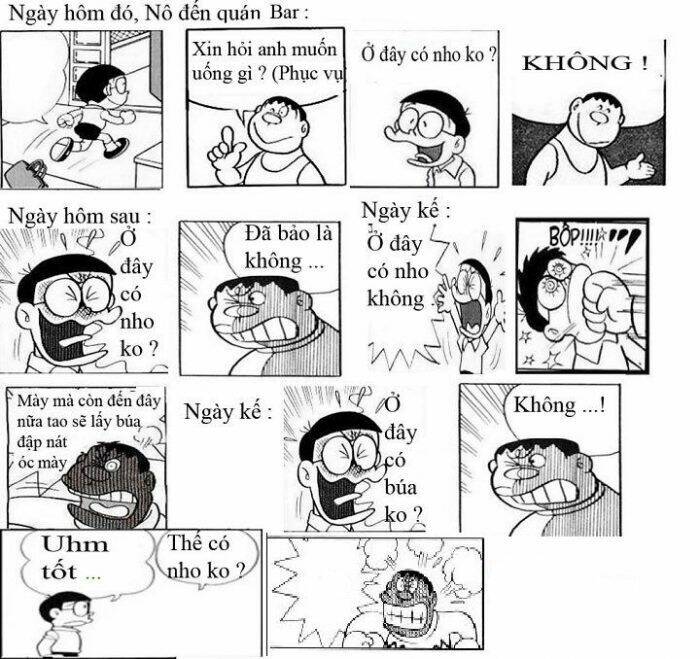 Ngày hôm đó, Nô đến quán Bar :
Xin hỏi anh muốn
uống gì ? (Phục vụ
Ở đây có nho ko ?
KHÔNG !
Ngày hôm sau :
Ở
đây
có
nho
ko ?
Đã bảo là
không ...
Ngày kế :
Ở đây
có nho
không
BỐP!!!!
Mày mà còn đến đây
nữa tao sẽ lấy búa
đập nát
óc mày
Ngày kế :
Ở
đây
có
búa
ko ?
Không ...!
Uhm
tốt ...
Thế có
nho ko ?